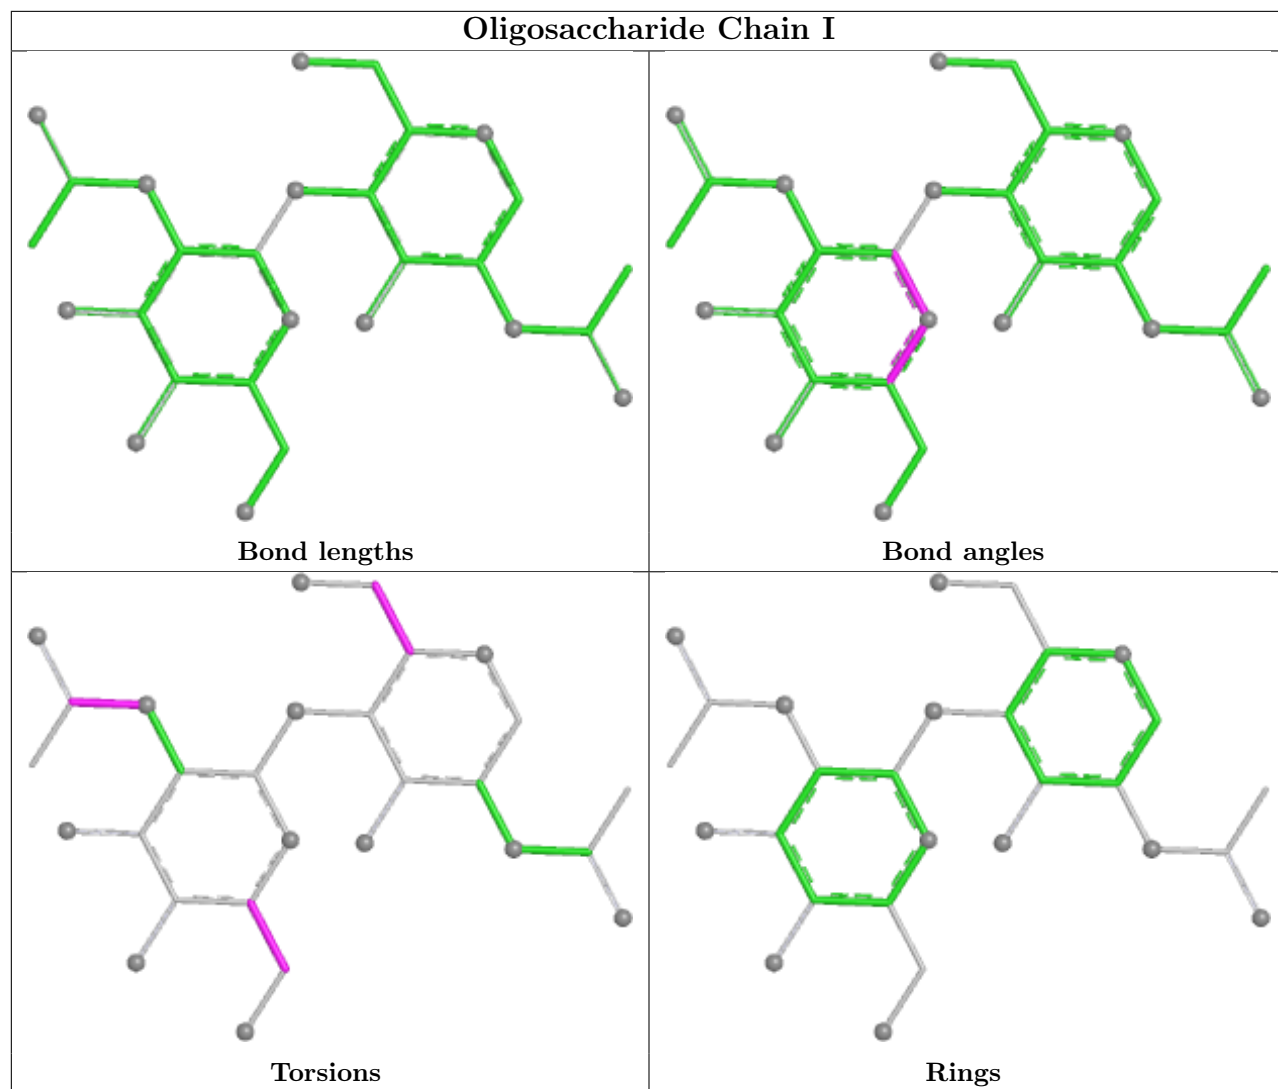 Oligosaccharide Chain I
Bond lengths
Bond angles
Torsions
Rings